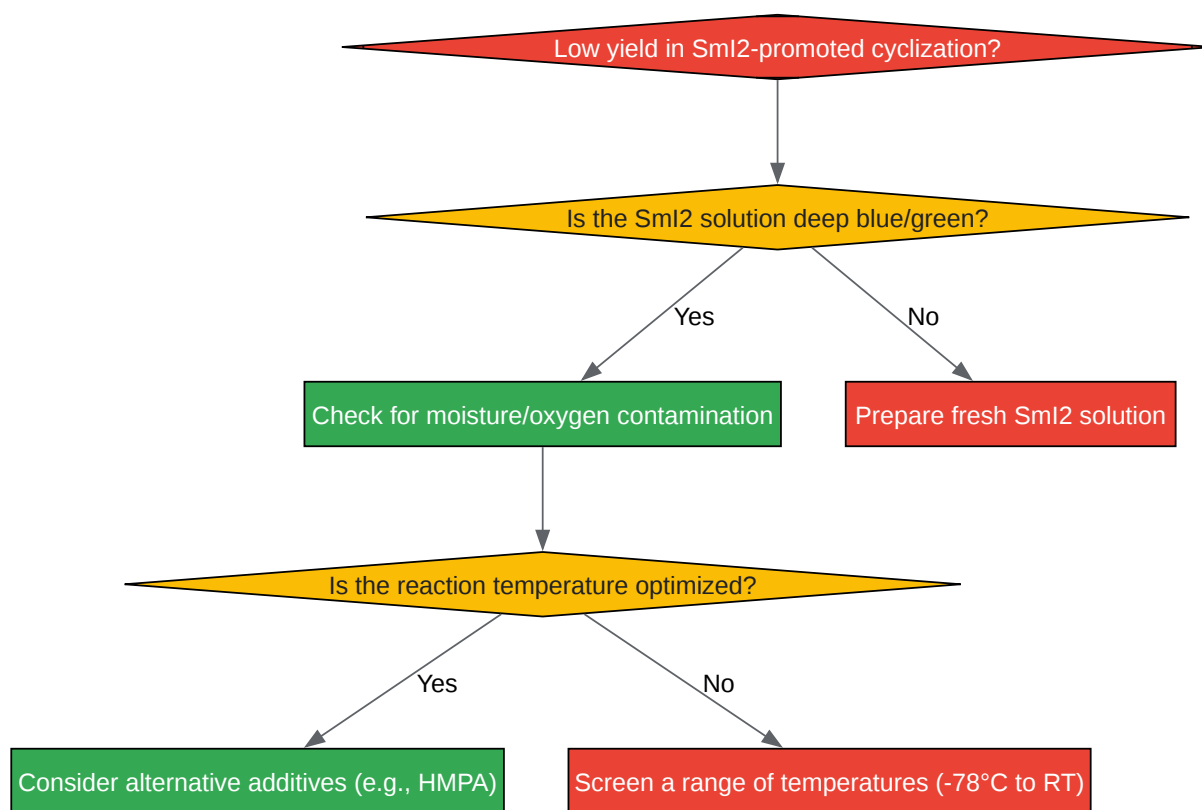 Low yield in SmI2-promoted cyclization?
Is the SmI2 solution deep blue/green?
Yes
No
Check for moisture/oxygen contamination
Prepare fresh SmI2 solution
Is the reaction temperature optimized?
Yes
No
Consider alternative additives (e.g., HMPA)
Screen a range of temperatures (-78°C to RT)